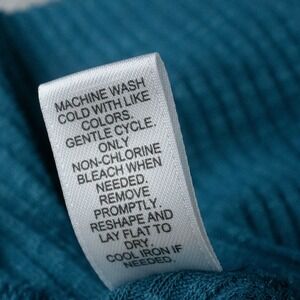 MACHINE WASH
COLD WITH LIKE
COLORS.
GENTLE CYCLE.
ONLY
NON-CHLORINE
BLEACH WHEN
NEEDED.
REMOVE
PROMPTLY.
RESHAPE AND
LAY FLAT TO
DRY.
COOL IRON IF
NEEDED.